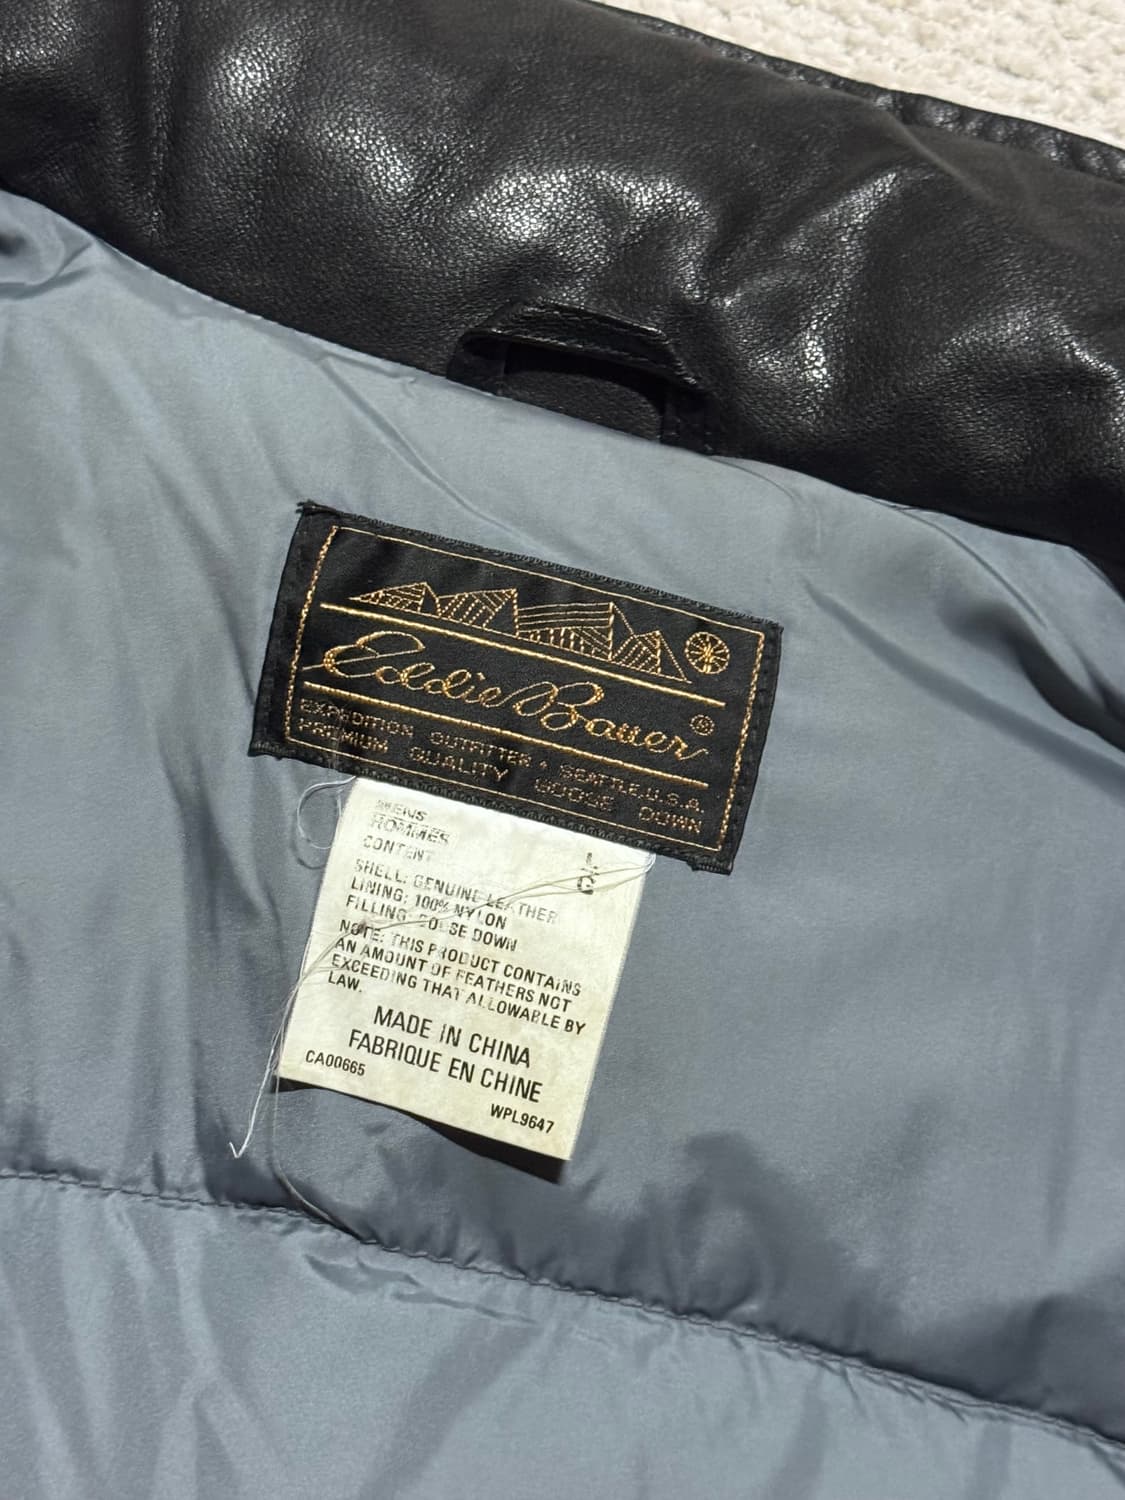 Eddie Bauer ®
EXPEDITION OUTFITTER • SEATTLE, U.S.A.
PREMIUM QUALITY GOOSE DOWN
MENS
HOMMES
L/G
CONTENT
SHELL: GENUINE LEATHER
LINING: 100% NYLON
FILLING: GOOSE DOWN
NOTE: THIS PRODUCT CONTAINS
AN AMOUNT OF FEATHERS NOT
EXCEEDING THAT ALLOWABLE BY
LAW.
MADE IN CHINA
FABRIQUE EN CHINE
CA00665
WPL9647